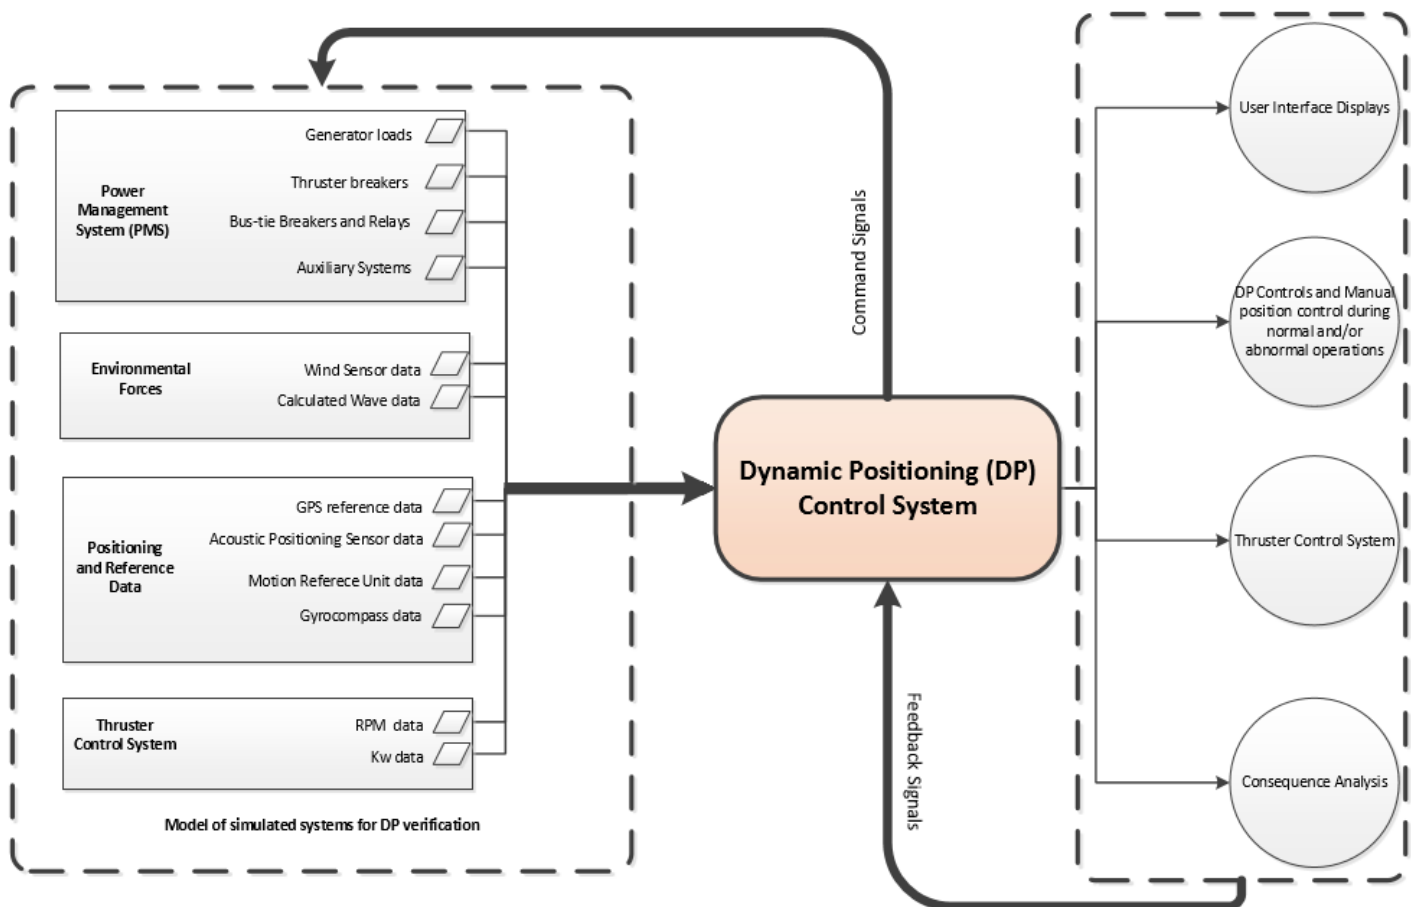 Power
Management
System (PMS)
Generator loads
Thruster breakers
Bus-tie Breakers and Relays
Auxiliary Systems
Environmental
Forces
Wind Sensor data
Calculated Wave data
Positioning
and Reference
Data
GPS reference data
Acoustic Positioning Sensor data
Motion Referece Unit data
Gyrocompass data
Thruster
Control System
RPM data
Kw data
Model of simulated systems for DP verification
Command Signals
Dynamic Positioning (DP)
Control System
Feedback Signals
User Interface Displays
DP Controls and Manual
position control during
normal and/or
abnormal operations
Thruster Control System
Consequence Analysis